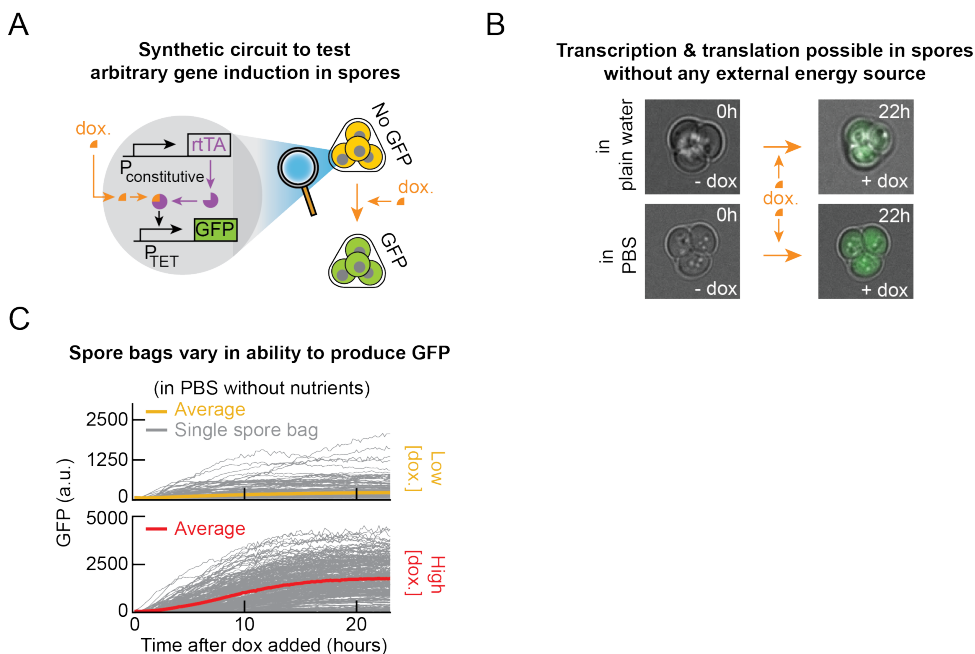 A
Synthetic circuit to test
arbitrary gene induction in spores
dox.
rtTA
Pconstitutive
GFP
PTET
No GFP
dox.
GFP
B
Transcription & translation possible in spores
without any external energy source
in
plain water
0h
- dox
22h
+ dox
dox.
in
PBS
0h
- dox
22h
+ dox
C
Spore bags vary in ability to produce GFP
(in PBS without nutrients)
Average
Single spore bag
2500
1250
0
Low
[dox.]
GFP (a.u.)
Average
5000
2500
0
High
[dox.]
0
10
20
Time after dox added (hours)